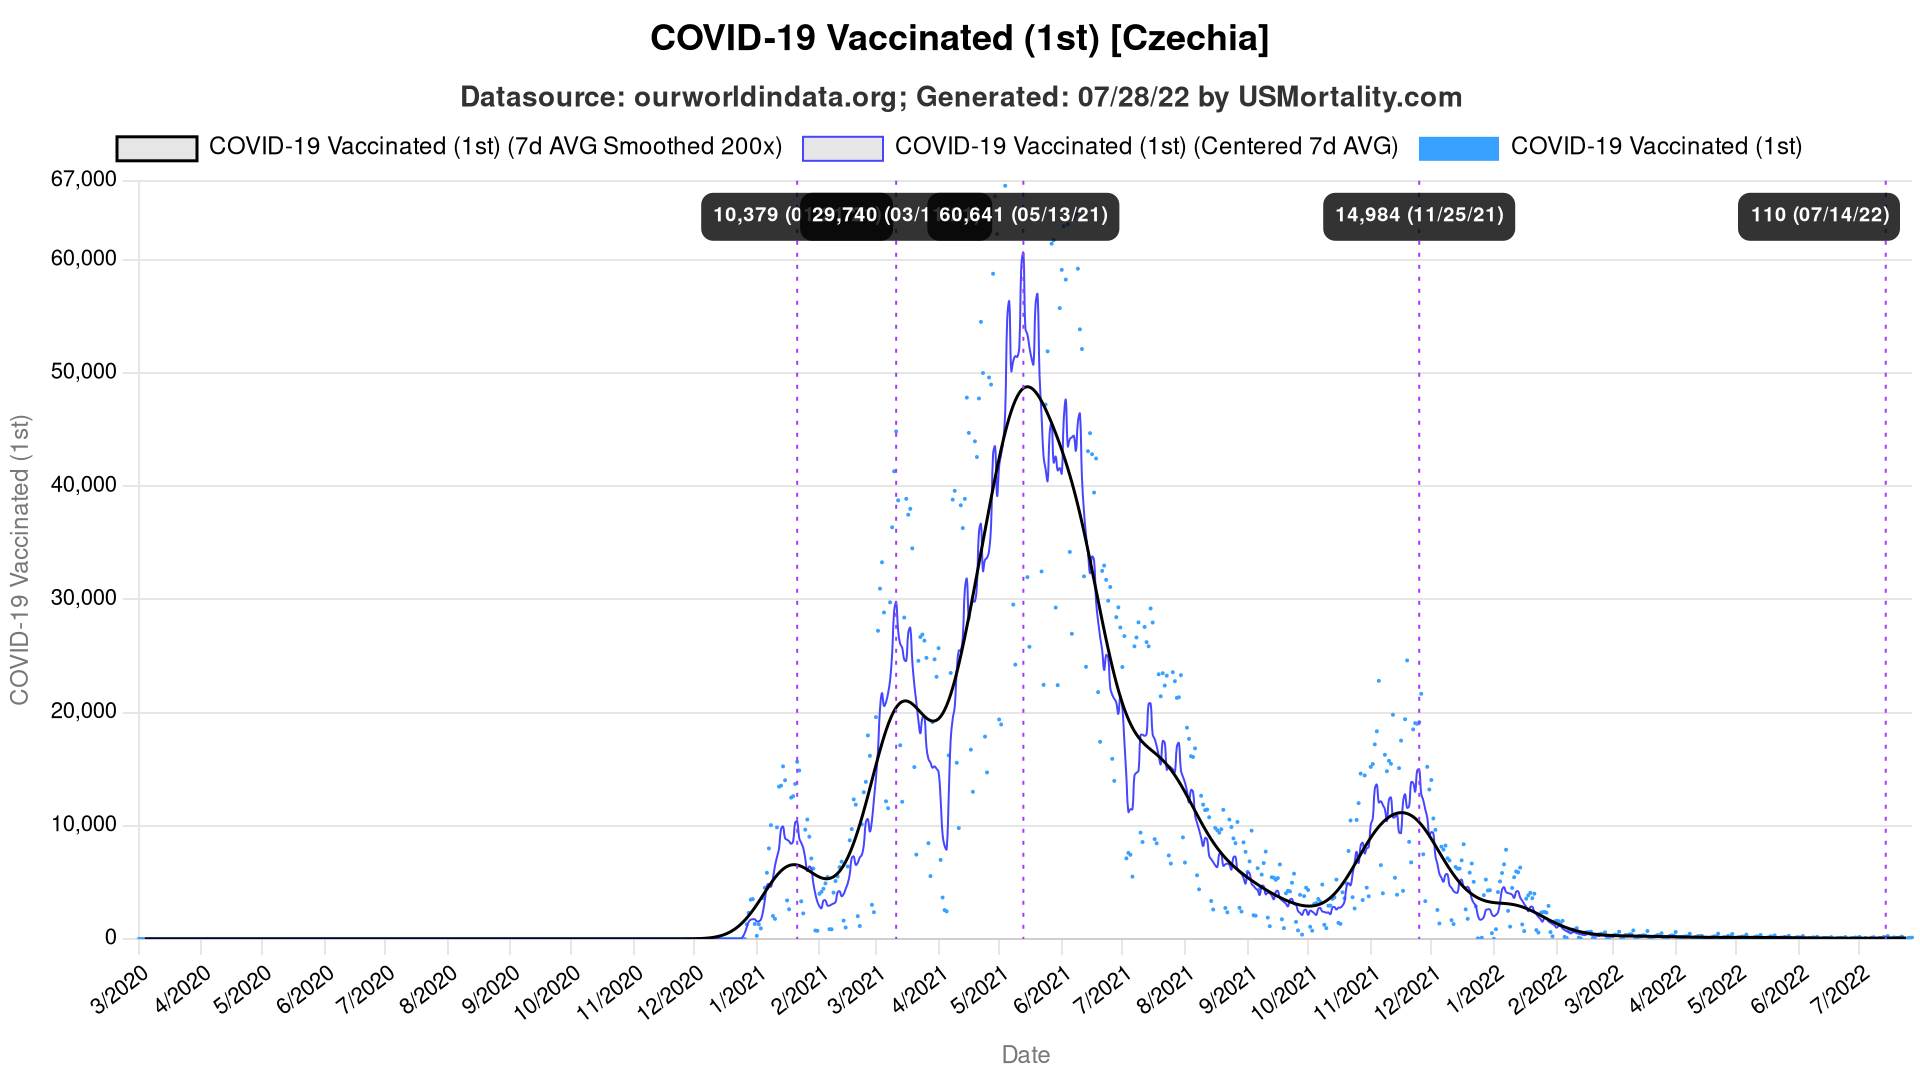 COVID-19 Vaccinated (1st) [Czechia]
Datasource: ourworldindata.org; Generated: 07/28/22 by USMortality.com
COVID-19 Vaccinated (1st) (7d AVG Smoothed 200x) COVID-19 Vaccinated (1st) (Centered 7d AVG) COVID-19 Vaccinated (1st)
67,000
10,379 (0 29,740 (03/1 60,641 (05/13/21) 14,984 (11/25/21) 110 (07/14/22)
60,000
50,000
40,000
30,000
20,000
10,000
0
COVID-19 Vaccinated (1st)
3/2020 4/2020 5/2020 6/2020 7/2020 8/2020 9/2020 10/2020 11/2020 12/2020 1/2021 2/2021 3/2021 4/2021 5/2021 6/2021 7/2021 8/2021 9/2021 10/2021 11/2021 12/2021 1/2022 2/2022 3/2022 4/2022 5/2022 6/2022 7/2022
Date